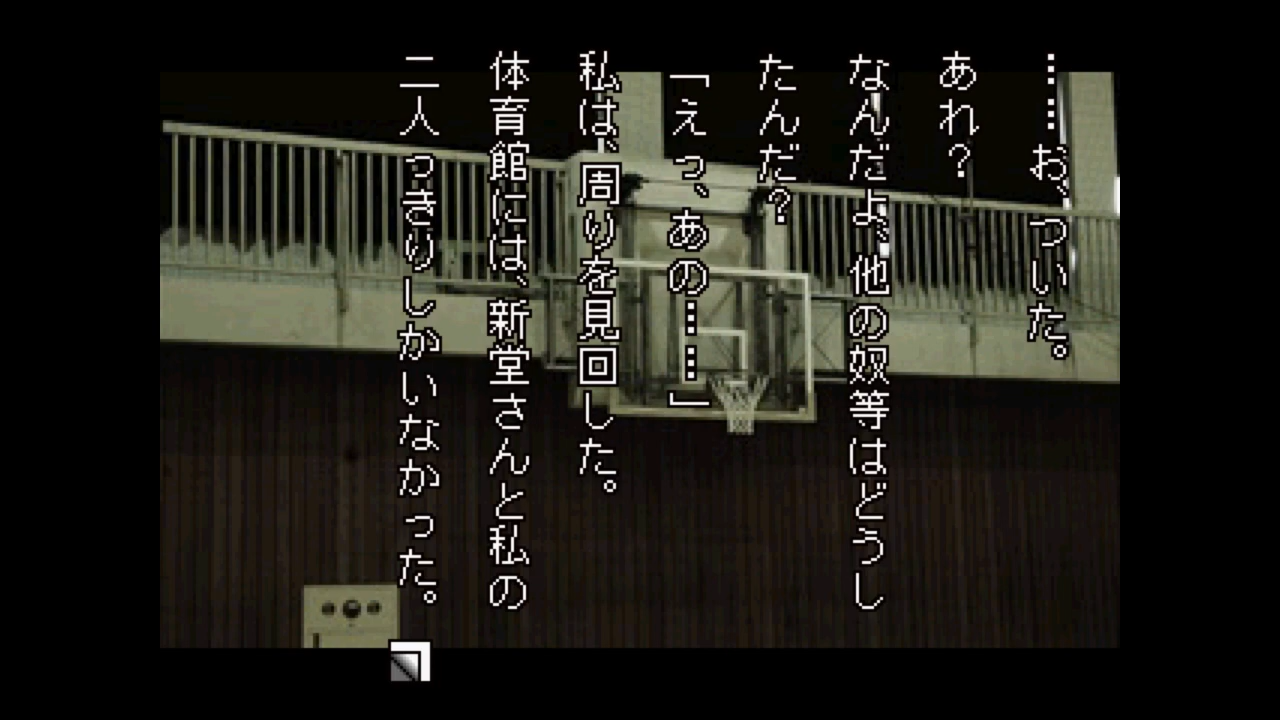 ……お、ついた。
あれ？
なんだよ、他の奴等はどうし
たんだ？
「えっ、あの……」
私は、周りを見回した。
体育館には、新堂さんと私の
二人っきりしかいなかった。